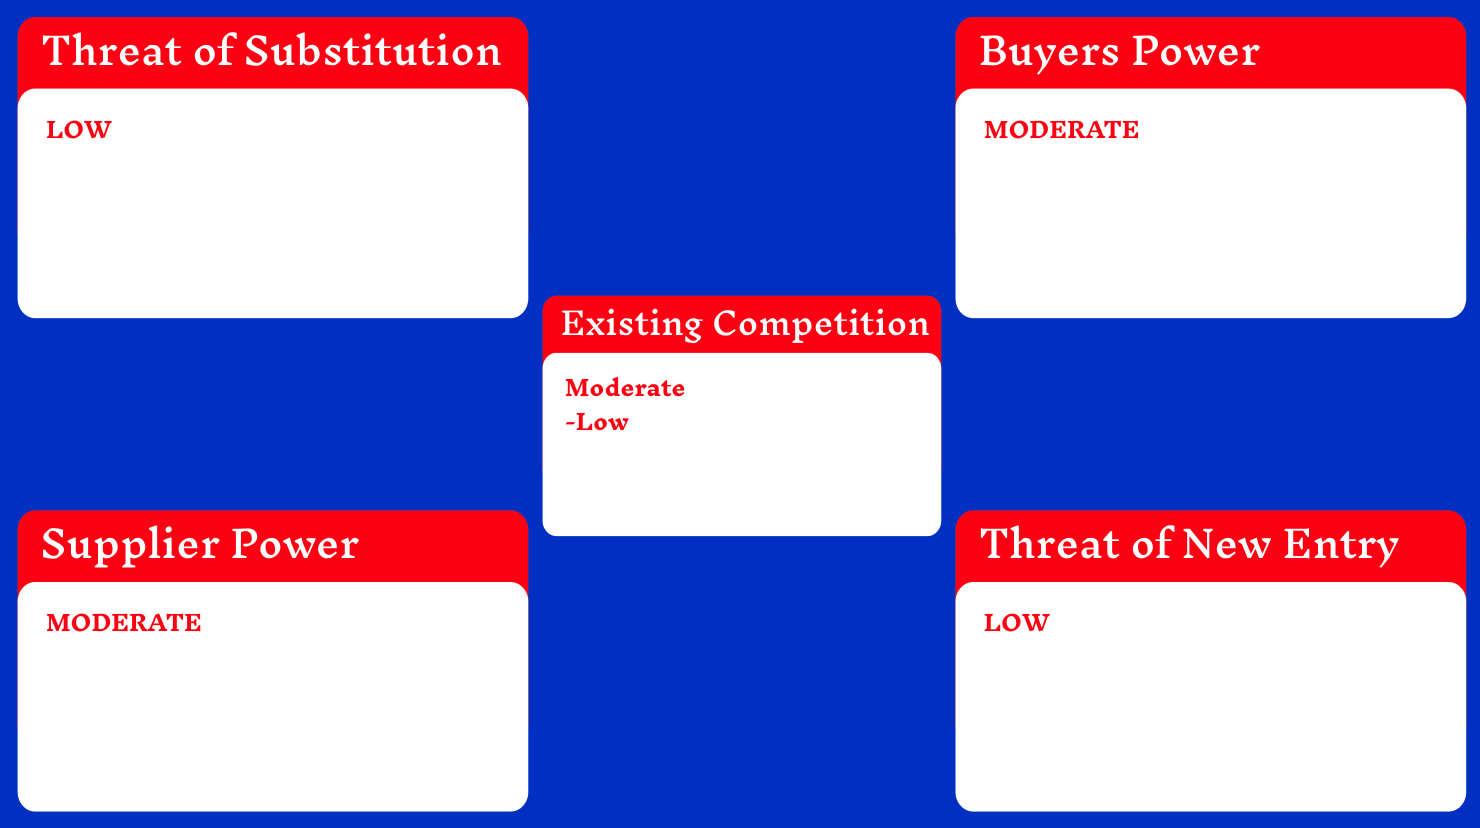 Threat of Substitution
LOW
Buyers Power
MODERATE
Existing Competition
Moderate
-Low
Supplier Power
MODERATE
Threat of New Entry
LOW